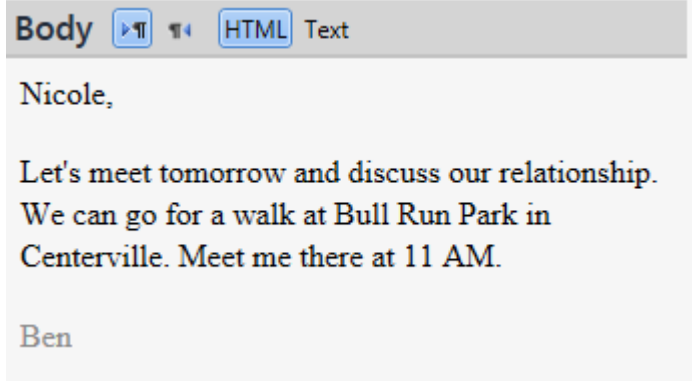 Body HTML Text
Nicole,
Let's meet tomorrow and discuss our relationship.
We can go for a walk at Bull Run Park in
Centerville. Meet me there at 11 AM.
Ben